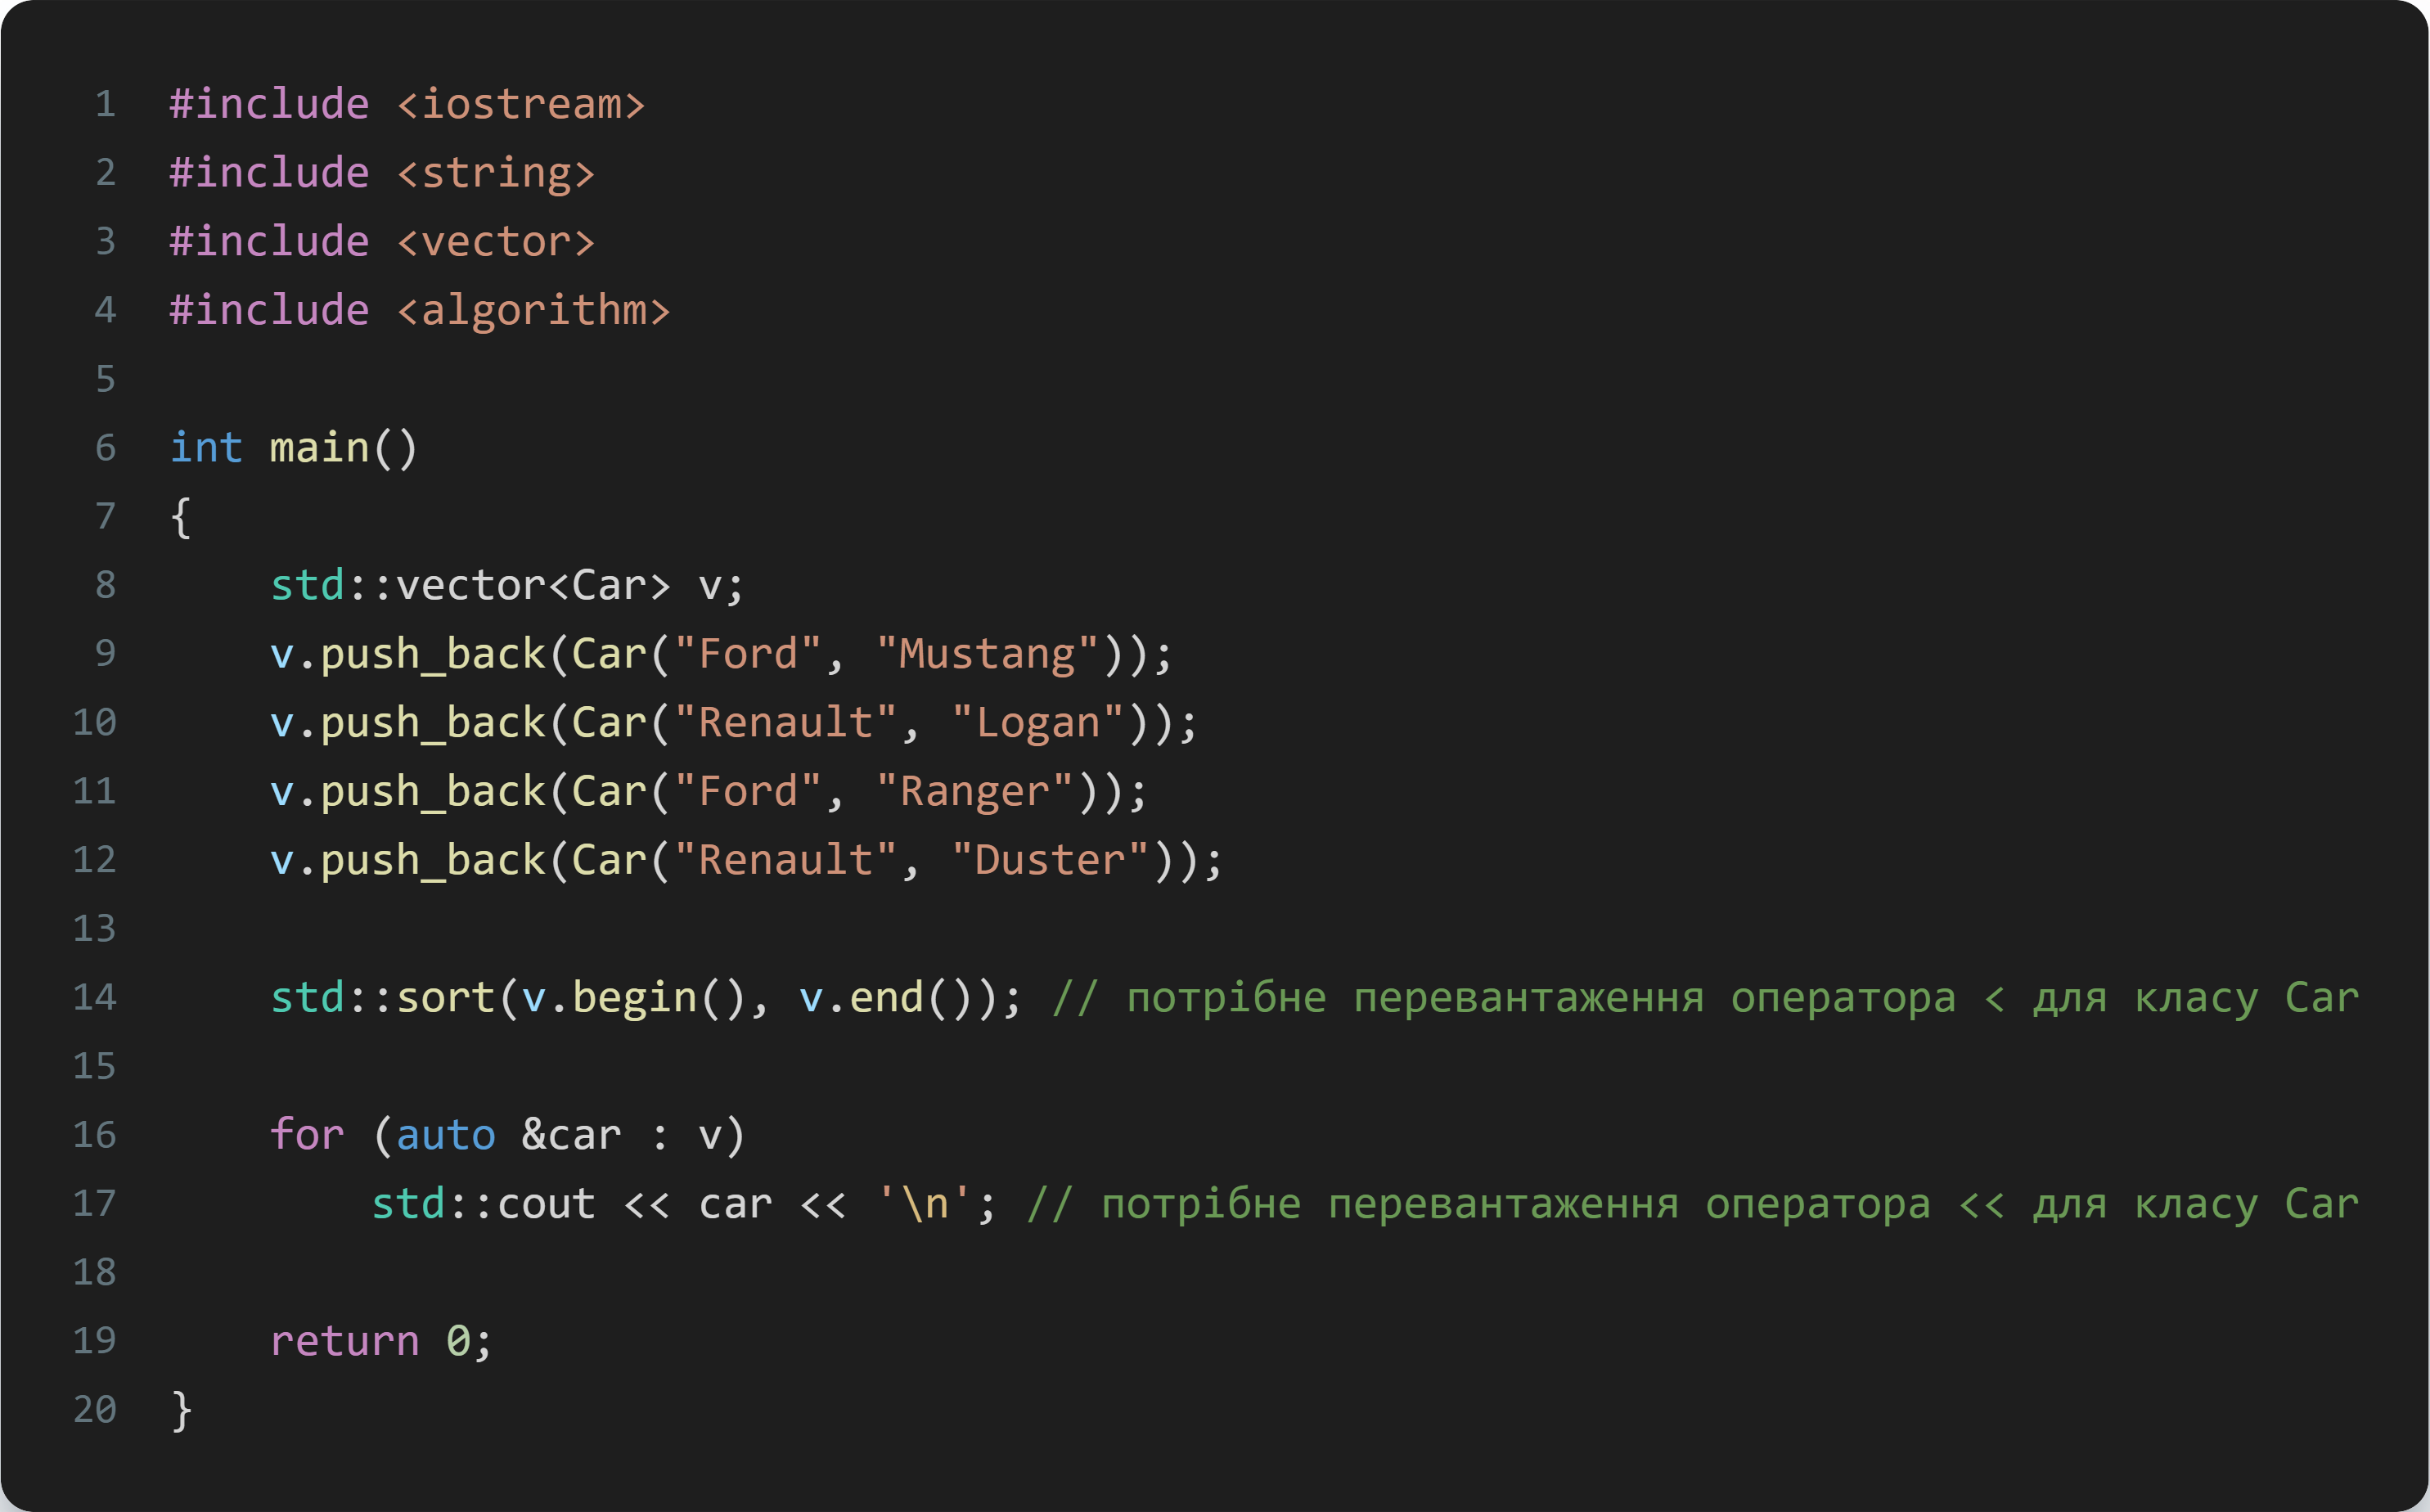 1 #include <iostream>
2 #include <string>
3 #include <vector>
4 #include <algorithm>
5
6 int main()
7 {
8     std::vector<Car> v;
9     v.push_back(Car("Ford", "Mustang"));
10     v.push_back(Car("Renault", "Logan"));
11     v.push_back(Car("Ford", "Ranger"));
12     v.push_back(Car("Renault", "Duster"));
13
14     std::sort(v.begin(), v.end()); // потрібне перевантаження оператора < для класу Car
15
16     for (auto &car : v)
17         std::cout << car << '\n'; // потрібне перевантаження оператора << для класу Car
18
19     return 0;
20 }